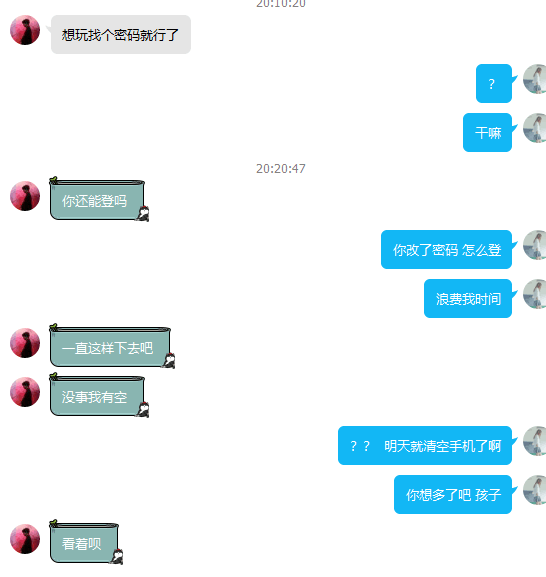 20:10:20
想玩找个密码就行了
?
干嘛
20:20:47
你还能登吗
你改了密码 怎么登
浪费我时间
一直这样下去吧
没事我有空
？？ 明天就清空手机了啊
你想多了吧 孩子
看着呗